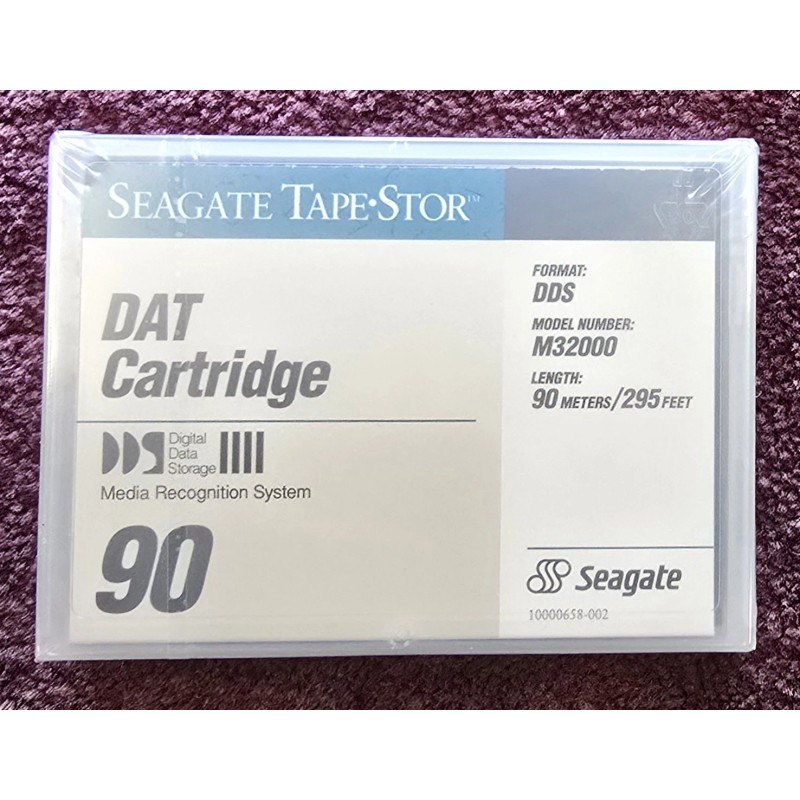 SEAGATE TAPE•STOR™
DAT
Cartridge
DDS Digital
Data
Storage
Media Recognition System
90
FORMAT:
DDS
MODEL NUMBER:
M32000
LENGTH:
90 METERS/295 FEET
Seagate
10000658-002